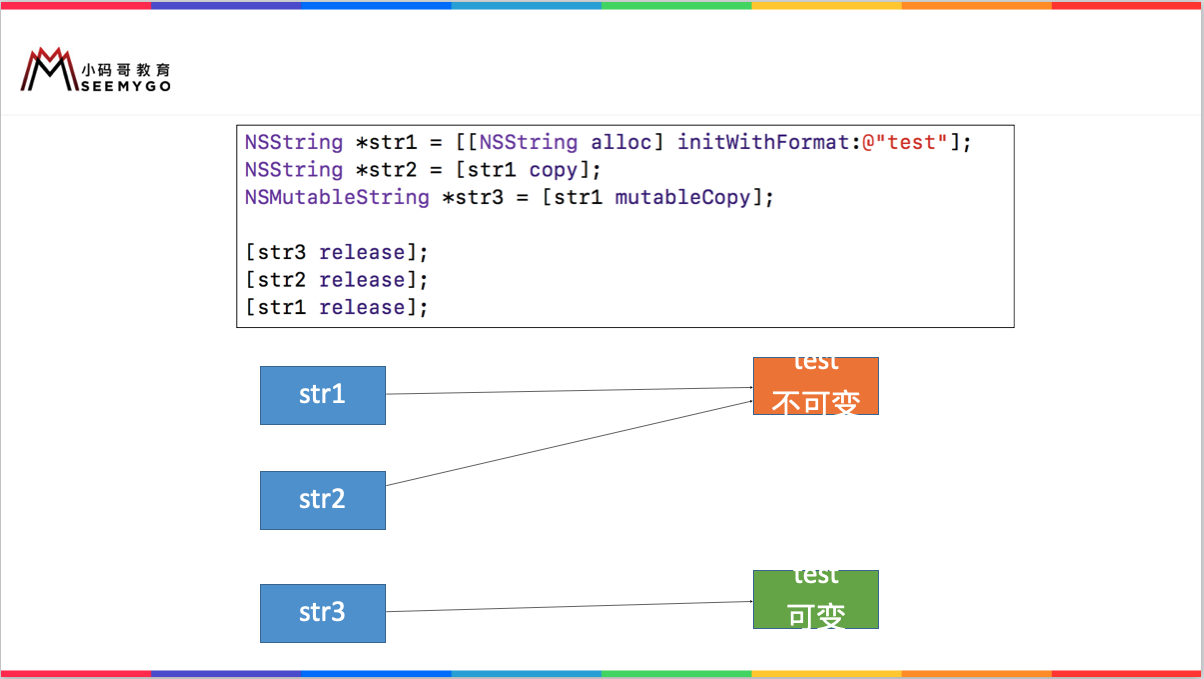 小码哥教育
SEEMYGO
NSString *str1 = [[NSString alloc] initWithFormat:@"test"];
NSString *str2 = [str1 copy];
NSMutableString *str3 = [str1 mutableCopy];
[str3 release];
[str2 release];
[str1 release];
str1
test
不可变
str2
str3
test
可变